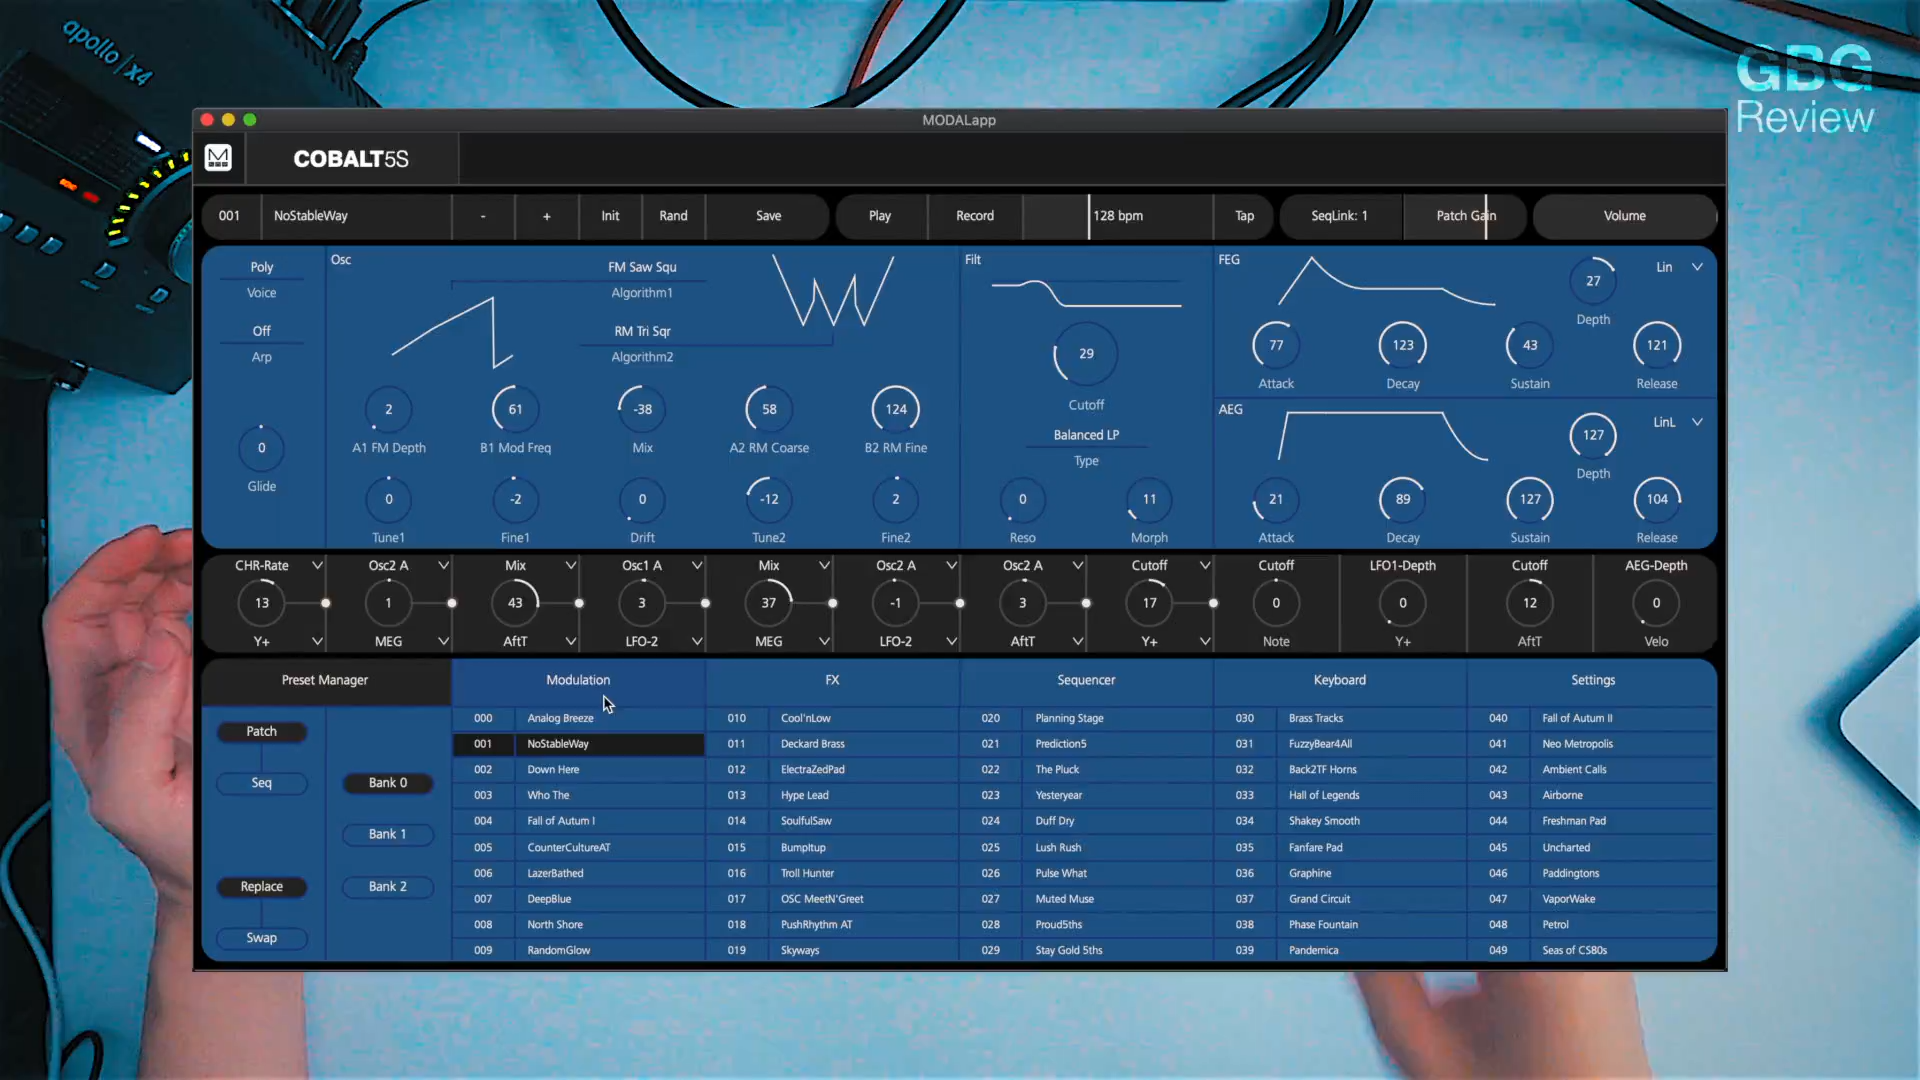 apollo | x4
GBG
Review
MODALapp
COBALT5S
001 NoStableWay - + Init Rand Save Play Record 128 bpm Tap SeqLink: 1 Patch Gain Volume
Poly
Voice
Off
Arp
0
Glide
Osc
FM Saw Squ
Algorithm1
RM Tri Sqr
Algorithm2
2 61 -38 58 124
A1 FM Depth B1 Mod Freq Mix A2 RM Coarse B2 RM Fine
0 -2 0 -12 2
Tune1 Fine1 Drift Tune2 Fine2
Filt
29
Cutoff
Balanced LP
Type
0 11
Reso Morph
FEG
27
Depth
Lin
77 123 43 121
Attack Decay Sustain Release
AEG
127
Depth
LinL
21 89 127 104
Attack Decay Sustain Release
CHR-Rate Osc2 A Mix Osc1 A Mix Osc2 A Osc2 A Cutoff Cutoff LFO1-Depth Cutoff AEG-Depth
13 1 43 3 37 -1 3 17 0 0 12 0
Y+ MEG AftT LFO-2 MEG LFO-2 AftT Y+ Note Y+ AftT Velo
Preset Manager Modulation FX Sequencer Keyboard Settings
Patch
Seq
Replace
Swap
Bank 0
Bank 1
Bank 2
000 Analog Breeze 010 Cool'nLow 020 Planning Stage 030 Brass Tracks 040 Fall of Autum II
001 NoStableWay 011 Deckard Brass 021 Prediction5 031 FuzzyBear4All 041 Neo Metropolis
002 Down Here 012 ElectraZedPad 022 The Pluck 032 Back2TF Horns 042 Ambient Calls
003 Who The 013 Hype Lead 023 Yesteryear 033 Hall of Legends 043 Airborne
004 Fall of Autum I 014 SoulfulSaw 024 Duff Dry 034 Shakey Smooth 044 Freshman Pad
005 CounterCultureAT 015 BumpItup 025 Lush Rush 035 Fanfare Pad 045 Uncharted
006 LazerBathed 016 Troll Hunter 026 Pulse What 036 Graphine 046 Paddingtons
007 DeepBlue 017 OSC MeetN'Greet 027 Muted Muse 037 Grand Circuit 047 VaporWake
008 North Shore 018 PushRhythm AT 028 Proud5ths 038 Phase Fountain 048 Petrol
009 RandomGlow 019 Skyways 029 Stay Gold 5ths 039 Pandemica 049 Seas of CS80s